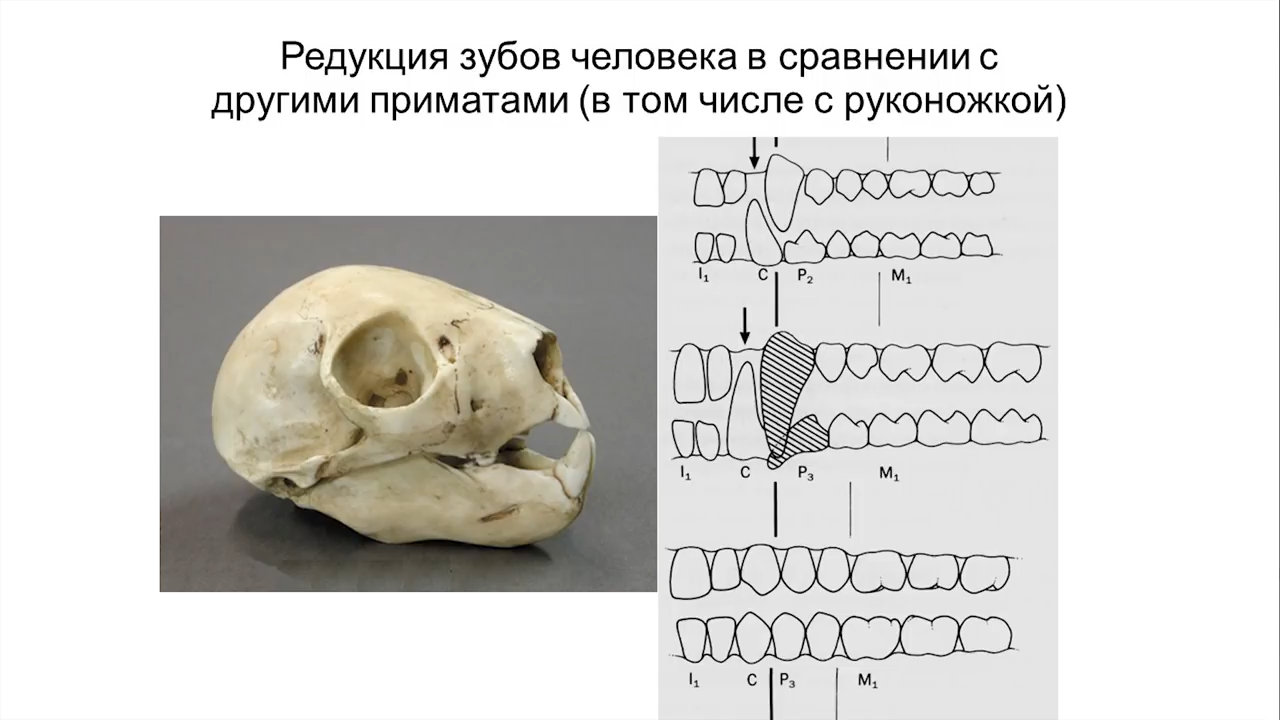 Редукция зубов человека в сравнении с
другими приматами (в том числе с руконожкой)
I₁ C P₂ M₁
I₁ C P₃ M₁
I₁ C P₃ M₁